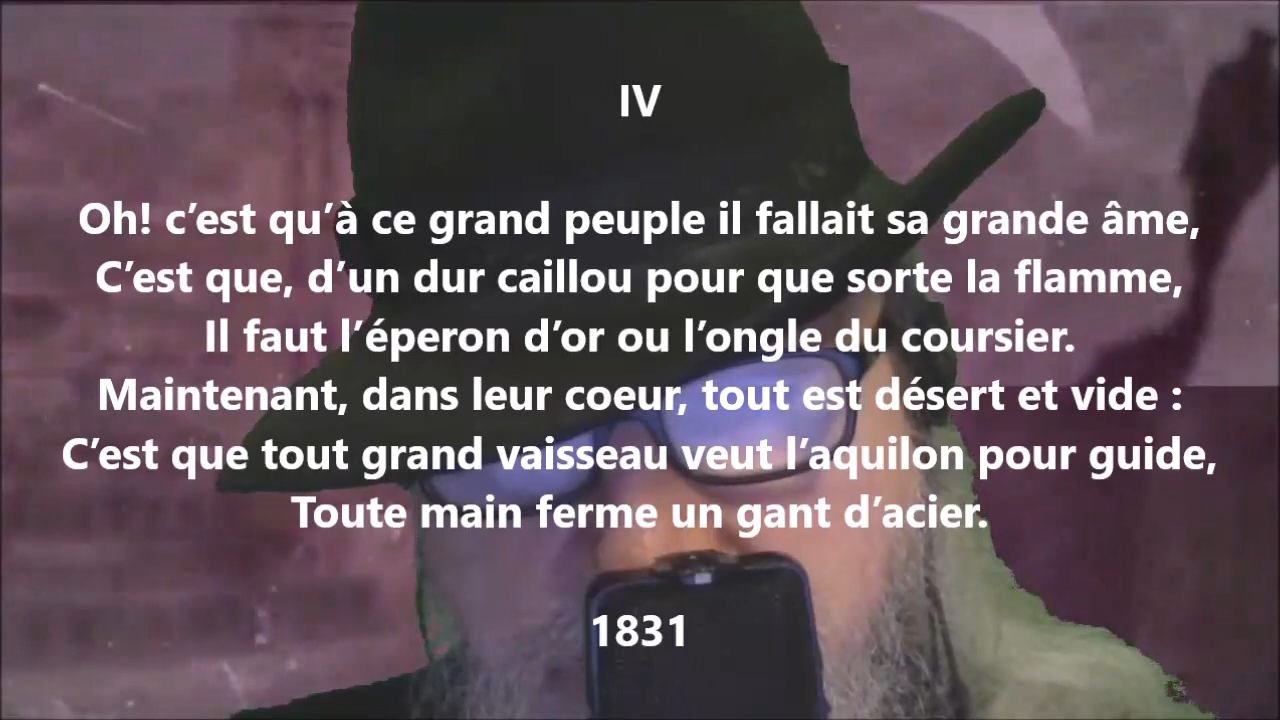 IV
Oh! c’est qu’à ce grand peuple il fallait sa grande âme,
C’est que, d’un dur caillou pour que sorte la flamme,
Il faut l’éperon d’or ou l’ongle du coursier.
Maintenant, dans leur coeur, tout est désert et vide :
C’est que tout grand vaisseau veut l’aquilon pour guide,
Toute main ferme un gant d’acier.
1831